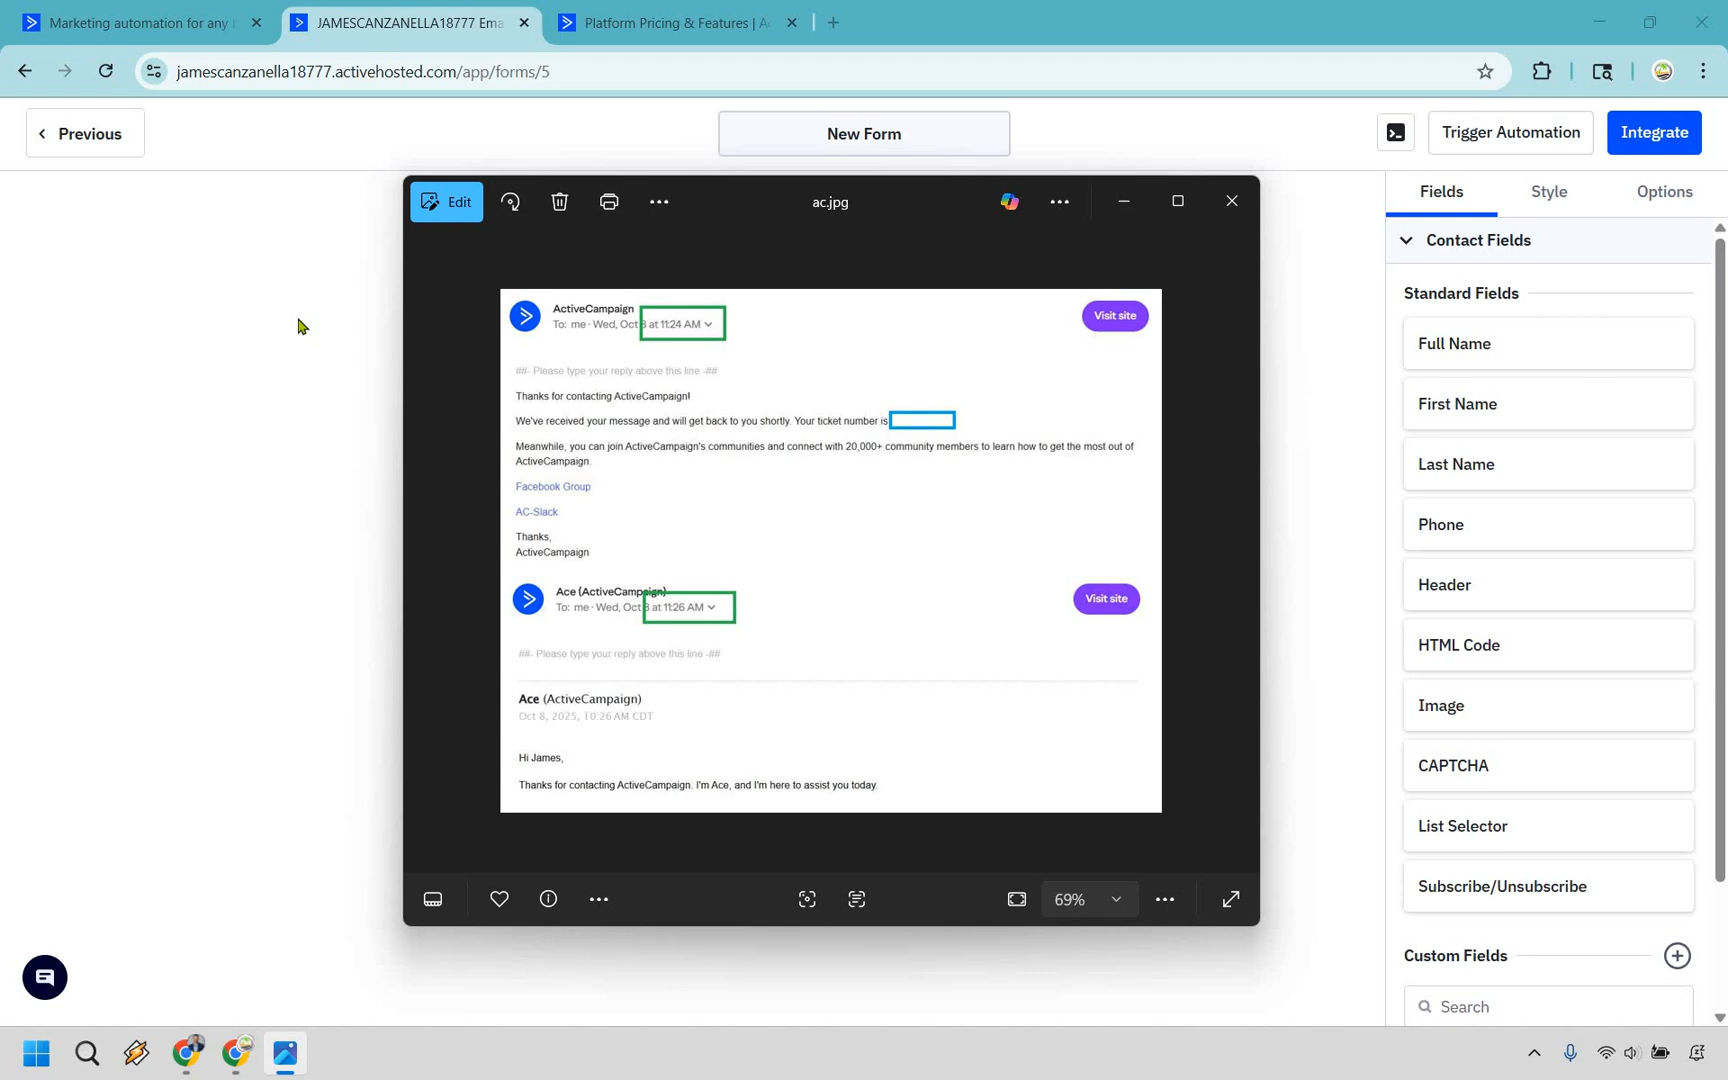 Marketing automation for any
JAMESCANZANELLA18777 Ema
Platform Pricing & Features | A
jamescanzanella18777.activehosted.com/app/forms/5
Previous
New Form
Trigger Automation
Integrate
Edit
ac.jpg
Fields
Style
Options
Contact Fields
Standard Fields
Full Name
First Name
Last Name
Phone
Header
HTML Code
Image
CAPTCHA
List Selector
Subscribe/Unsubscribe
Custom Fields
Search
ActiveCampaign
To: me · Wed, Oct 8 at 11:24 AM
Visit site
##- Please type your reply above this line -##
Thanks for contacting ActiveCampaign!
We've received your message and will get back to you shortly. Your ticket number is
Meanwhile, you can join ActiveCampaign's communities and connect with 20,000+ community members to learn how to get the most out of
ActiveCampaign.
Facebook Group
AC-Slack
Thanks,
ActiveCampaign
Ace (ActiveCampaign)
To: me · Wed, Oct 8 at 11:26 AM
Visit site
##- Please type your reply above this line -##
Ace (ActiveCampaign)
Oct 8, 2025, 10:26 AM CDT
Hi James,
Thanks for contacting ActiveCampaign. I'm Ace, and I'm here to assist you today.
69%